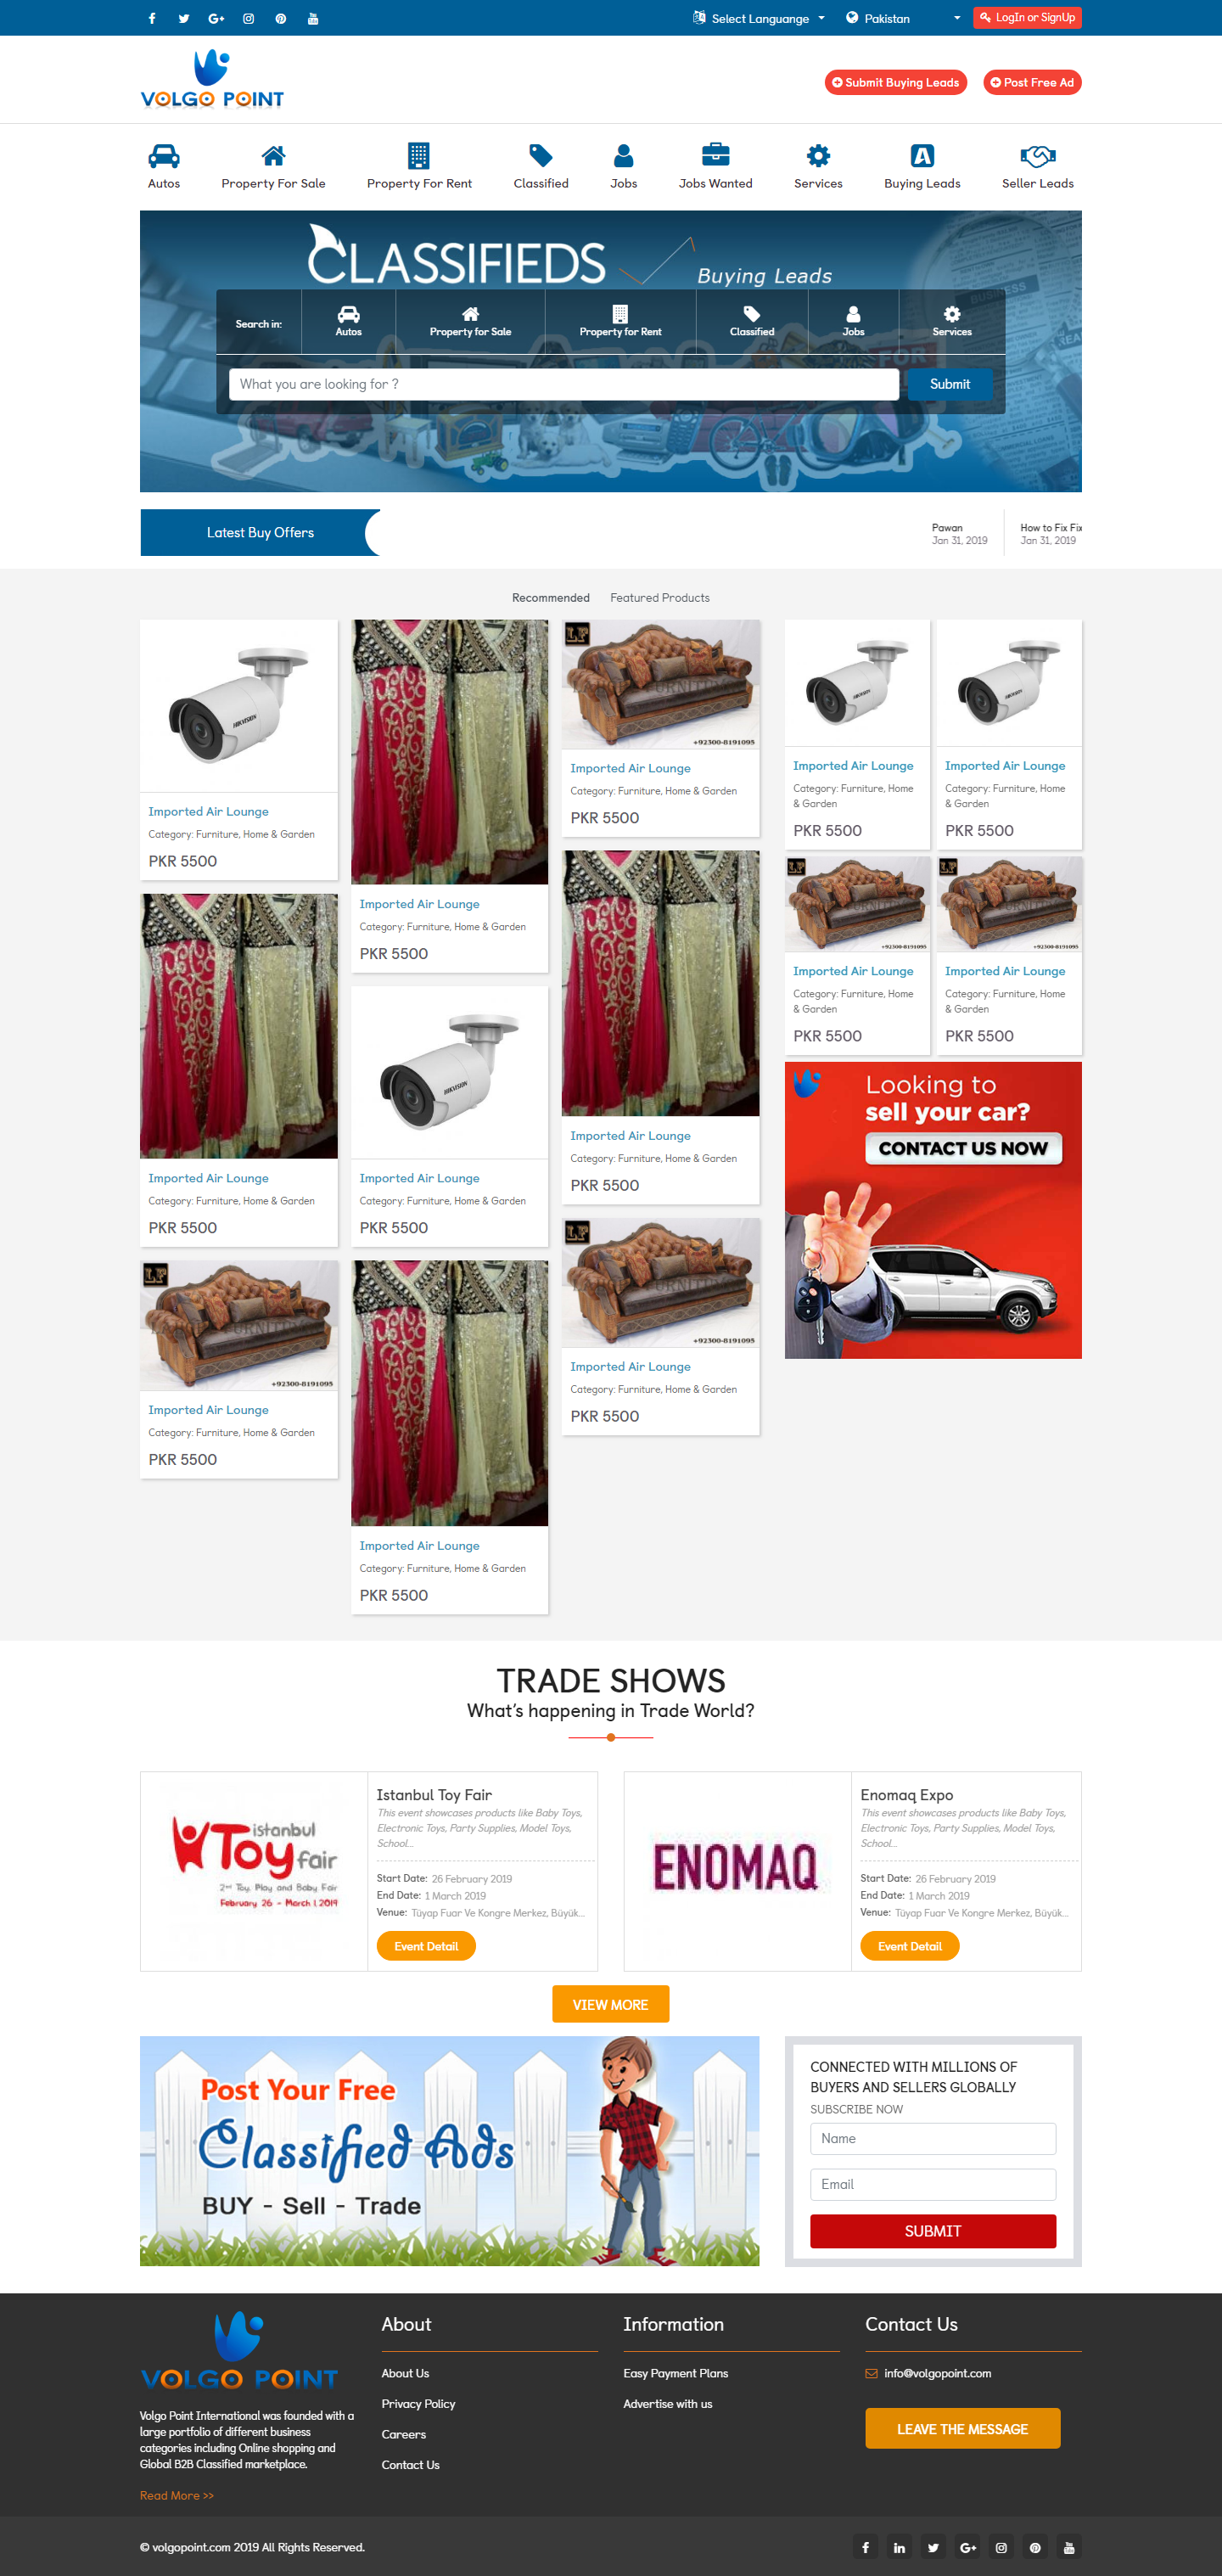 Select Languange
Pakistan
LogIn or SignUp
VOLGO POINT
Submit Buying Leads
Post Free Ad
Autos
Property For Sale
Property For Rent
Classified
Jobs
Jobs Wanted
Services
Buying Leads
Seller Leads
CLASSIFIEDS
Buying Leads
Search in:
Autos
Property for Sale
Property for Rent
Classified
Jobs
Services
What you are looking for ?
Submit
Latest Buy Offers
Pawan
Jan 31, 2019
How to Fix Fix
Jan 31, 2019
Recommended
Featured Products
HIKVISION
Imported Air Lounge
Category: Furniture, Home & Garden
PKR 5500
Imported Air Lounge
Category: Furniture, Home & Garden
PKR 5500
LF
+92300-8191095
Imported Air Lounge
Category: Furniture, Home & Garden
PKR 5500
Imported Air Lounge
Category: Furniture, Home & Garden
PKR 5500
HIKVISION
Imported Air Lounge
Category: Furniture, Home & Garden
PKR 5500
Imported Air Lounge
Category: Furniture, Home & Garden
PKR 5500
LF
+92300-8191095
Imported Air Lounge
Category: Furniture, Home & Garden
PKR 5500
Imported Air Lounge
Category: Furniture, Home & Garden
PKR 5500
LF
+92300-8191095
Imported Air Lounge
Category: Furniture, Home & Garden
PKR 5500
HIKVISION
Imported Air Lounge
Category: Furniture, Home
& Garden
PKR 5500
HIKVISION
Imported Air Lounge
Category: Furniture, Home
& Garden
PKR 5500
LF
+92300-8191095
Imported Air Lounge
Category: Furniture, Home
& Garden
PKR 5500
LF
+92300-8191095
Imported Air Lounge
Category: Furniture, Home
& Garden
PKR 5500
Looking to
sell your car?
CONTACT US NOW
TRADE SHOWS
What's happening in Trade World?
istanbul
Toy
fair
2nd Toy, Play and Baby Fair
February 26 - March 1, 2019
Istanbul Toy Fair
This event showcases products like Baby Toys,
Electronic Toys, Party Supplies, Model Toys,
School...
Start Date: 26 February 2019
End Date: 1 March 2019
Venue: Tüyap Fuar Ve Kongre Merkez, Büyük...
Event Detail
ENOMAQ
Enomaq Expo
This event showcases products like Baby Toys,
Electronic Toys, Party Supplies, Model Toys,
School...
Start Date: 26 February 2019
End Date: 1 March 2019
Venue: Tüyap Fuar Ve Kongre Merkez, Büyük...
Event Detail
VIEW MORE
Post Your Free
Classified Ads
BUY - Sell - Trade
CONNECTED WITH MILLIONS OF
BUYERS AND SELLERS GLOBALLY
SUBSCRIBE NOW
Name
Email
SUBMIT
VOLGO POINT
Volgo Point International was founded with a
large portfolio of different business
categories including Online shopping and
Global B2B Classified marketplace.
Read More >>
About
About Us
Privacy Policy
Careers
Contact Us
Information
Easy Payment Plans
Advertise with us
Contact Us
info@volgopoint.com
LEAVE THE MESSAGE
© volgopoint.com 2019 All Rights Reserved.